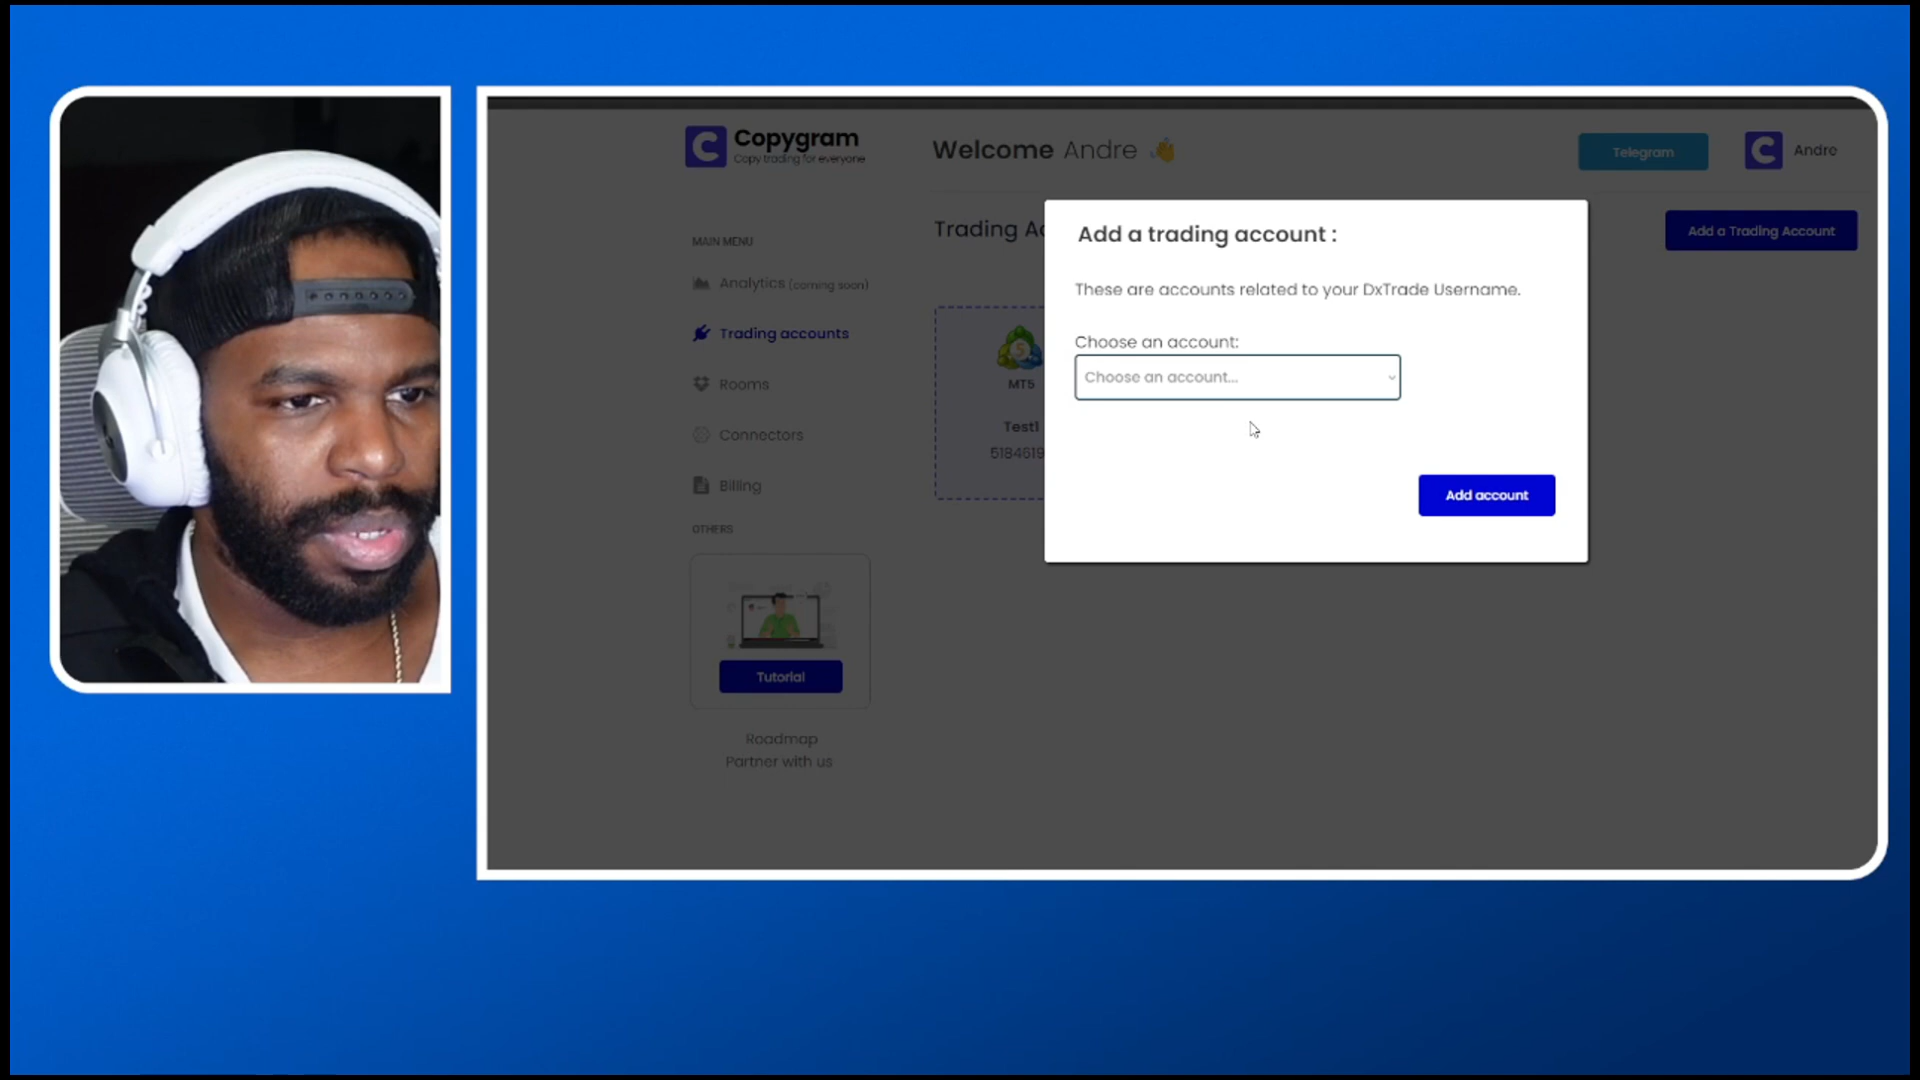 Copygram
Copy trading for everyone
Welcome Andre
Telegram
Andre
Trading Ac
Add a Trading Account
MAIN MENU
Analytics (coming soon)
Trading accounts
Rooms
Connectors
Billing
OTHERS
Tutorial
Roadmap
Partner with us
MT5
Test1
5184619
Add a trading account :
These are accounts related to your DxTrade Username.
Choose an account:
Choose an account...
Add account